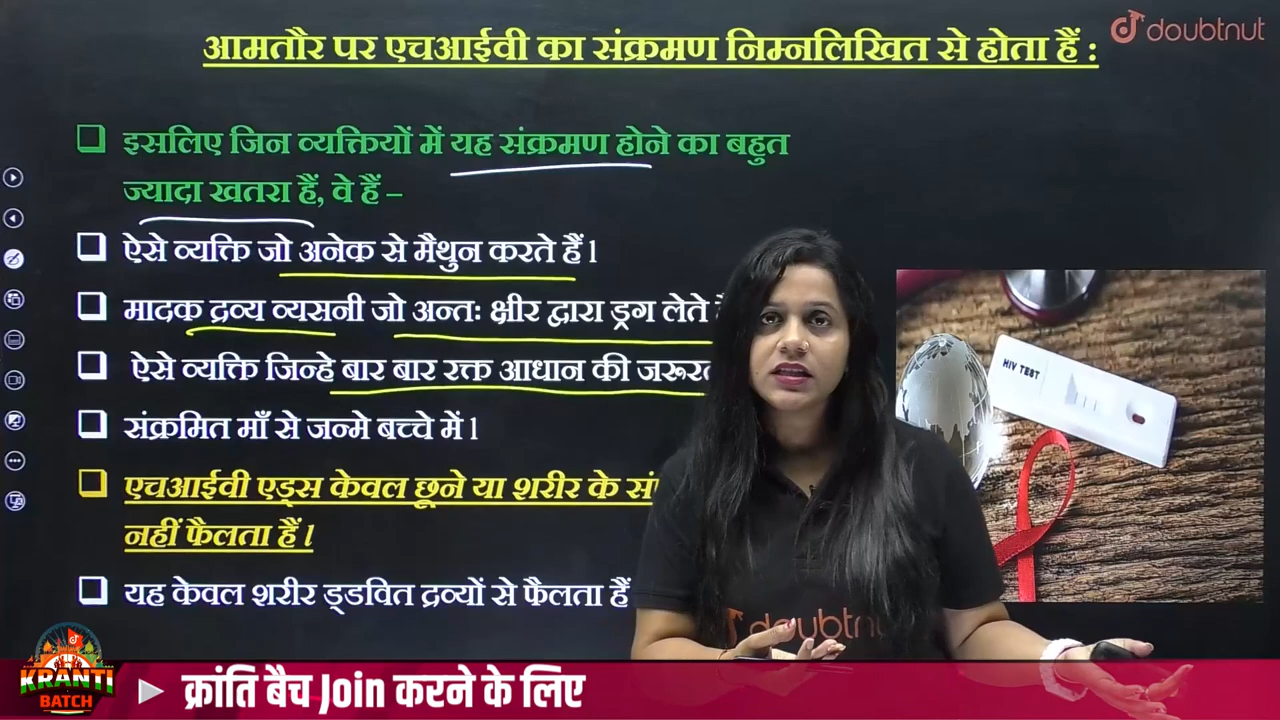 doubtnut
आमतौर पर एचआईवी का संक्रमण निम्नलिखित से होता हैं :
इसलिए जिन व्यक्तियों में यह संक्रमण होने का बहुत
ज्यादा खतरा हैं, वे हैं –
ऐसे व्यक्ति जो अनेक से मैथुन करते हैं l
मादक द्रव्य व्यसनी जो अन्तः क्षीर द्वारा ड्रग लेते
ऐसे व्यक्ति जिन्हे बार बार रक्त आधान की जरूरत
संक्रमित माँ से जन्मे बच्चे में l
एचआईवी एड्स केवल छूने या शरीर के
नहीं फैलता हैं l
यह केवल शरीर ड्डवित द्रव्यों से फैलता हैं
HIV TEST
doubtnu
KRANTI
BATCH
क्रांति बैच Join करने के लिए